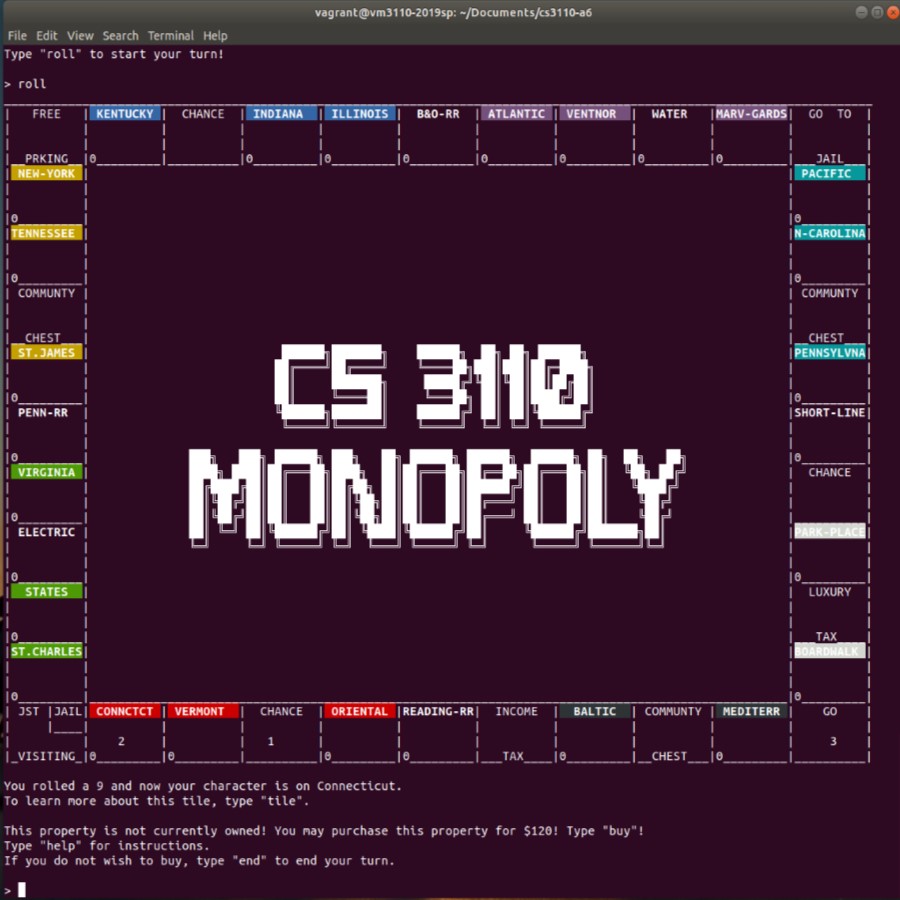 vagrant@vm3110-2019sp: ~/Documents/cs3110-a6
File Edit View Search Terminal Help
Type "roll" to start your turn!
> roll
FREE KENTUCKY CHANCE INDIANA ILLINOIS B&O-RR ATLANTIC VENTNOR WATER MARV-GARDS GO TO
PRKING 0 0 0 0 0 0 0 0 JAIL
NEW-YORK PACIFIC
0 0
TENNESSEE N-CAROLINA
0 0
COMMUNTY COMMUNTY
CHEST CHEST
ST.JAMES PENNSYLVNA
0 0
PENN-RR SHORT-LINE
0 0
VIRGINIA CHANCE
0
ELECTRIC PARK-PLACE
0 0
STATES LUXURY
0 TAX
ST.CHARLES BOARDWALK
0 0
CS 3110
MONOPOLY
JST JAIL CONNCTCT VERMONT CHANCE ORIENTAL READING-RR INCOME BALTIC COMMUNTY MEDITERR GO
2 1 3
VISITING 0 0 0 0 TAX 0 CHEST 0
You rolled a 9 and now your character is on Connecticut.
To learn more about this tile, type "tile".
This property is not currently owned! You may purchase this property for $120! Type "buy"!
Type "help" for instructions.
If you do not wish to buy, type "end" to end your turn.
>